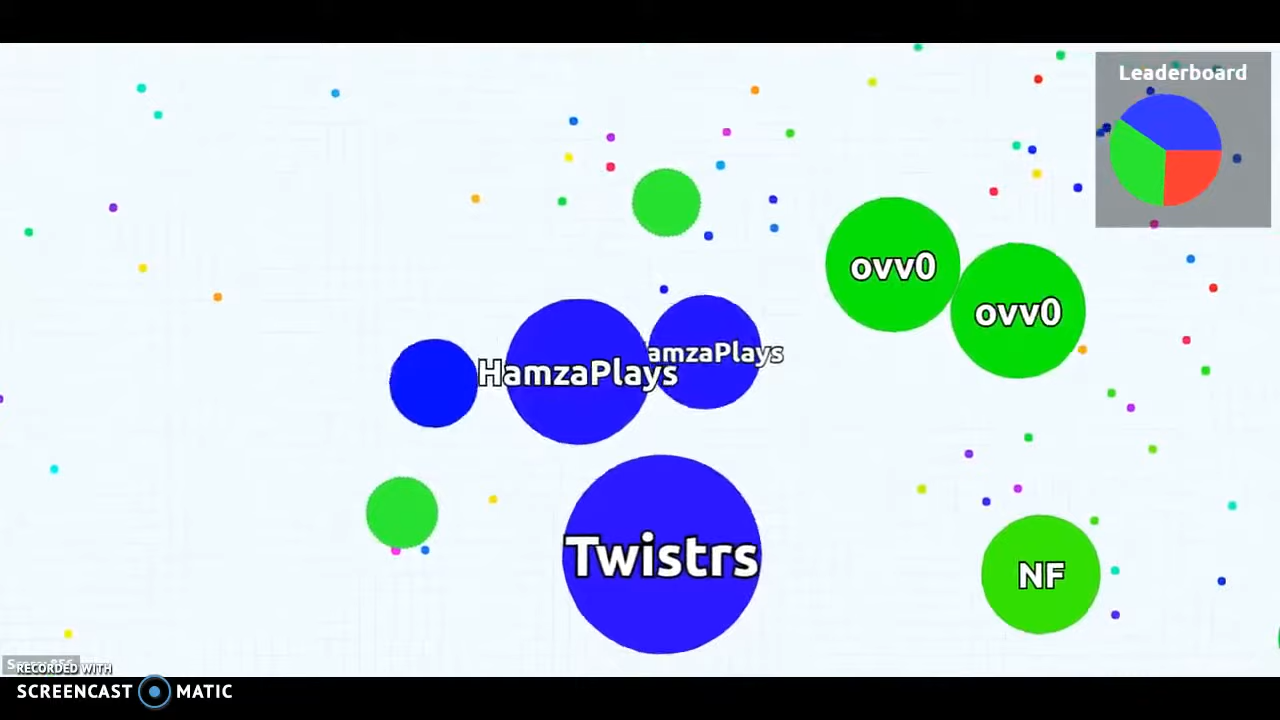 Leaderboard
ovv0
ovv0
amzaPlays
HamzaPlays
Twistrs
NF
RECORDED WITH
SCREENCAST MATIC